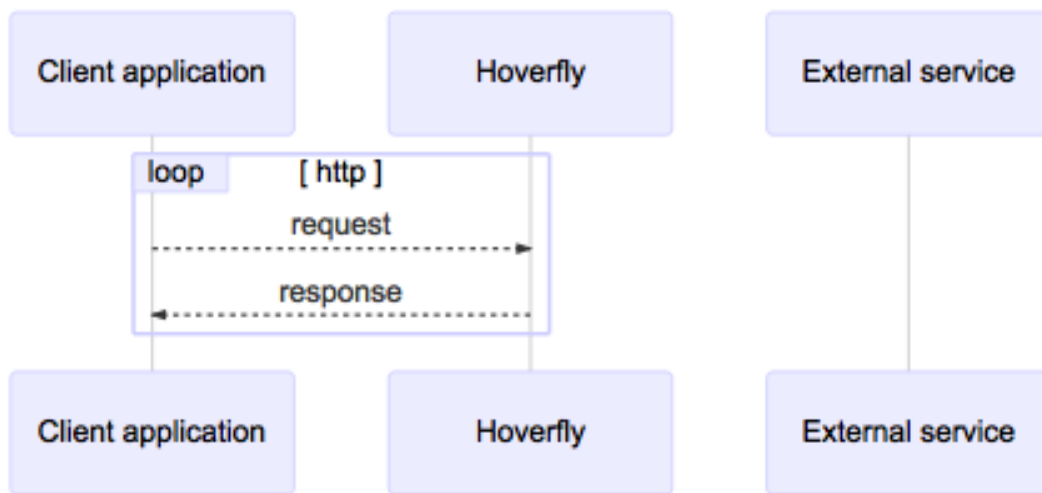 Client application
Hoverfly
External service
loop
[ http ]
request
response
Client application
Hoverfly
External service